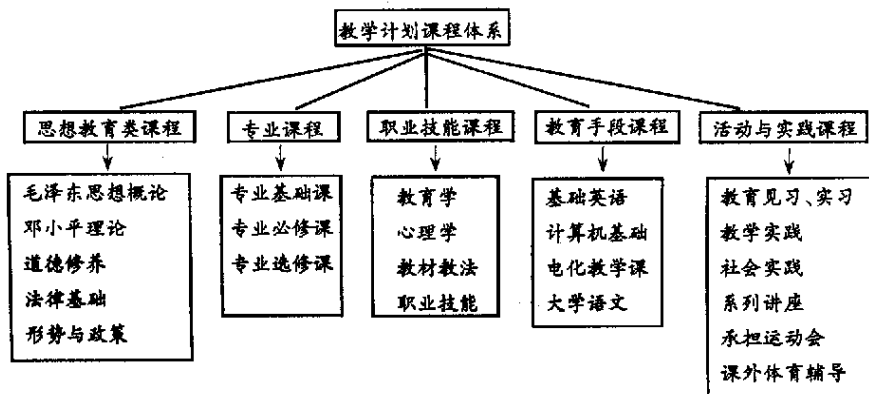 教学计划课程体系
思想教育类课程
专业课程
职业技能课程
教育手段课程
活动与实践课程
毛泽东思想概论
邓小平理论
道德修养
法律基础
形势与政策
专业基础课
专业必修课
专业选修课
教育学
心理学
教材教法
职业技能
基础英语
计算机基础
电化教学课
大学语文
教育见习、实习
教学实践
社会实践
系列讲座
承担运动会
课外体育辅导